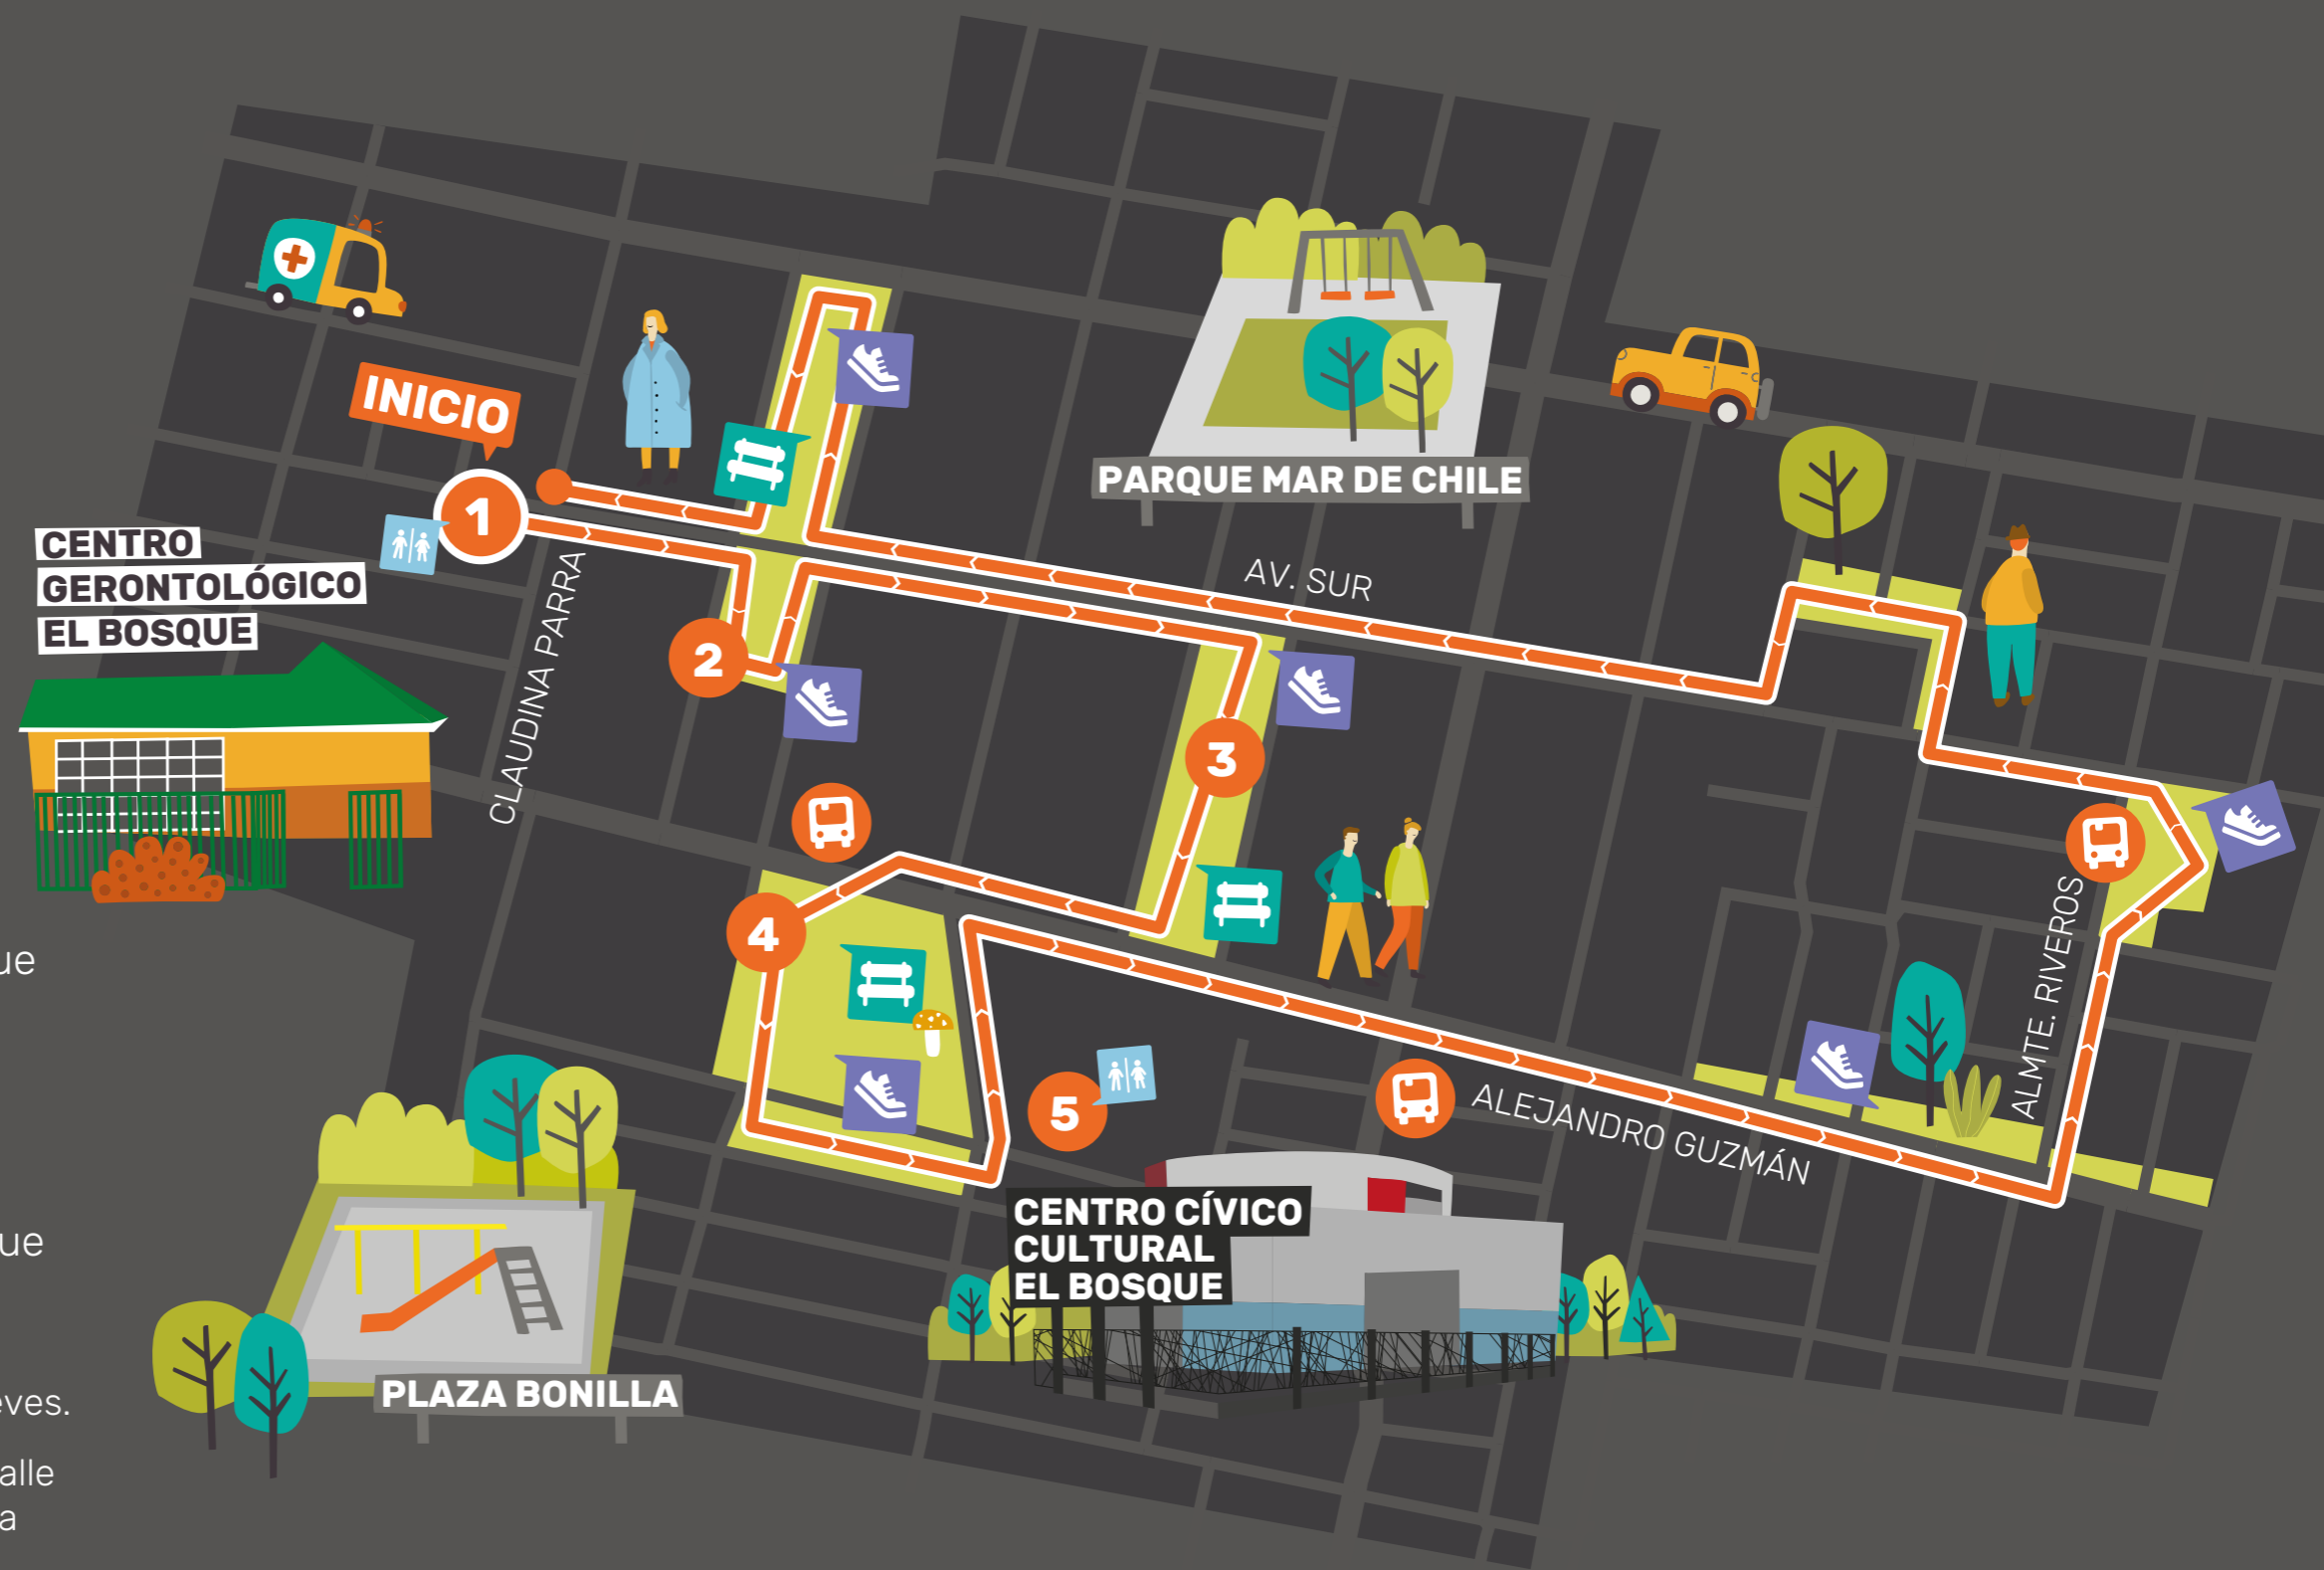 INICIO
1
CENTRO
GERONTOLÓGICO
EL BOSQUE
CLAUDINA PARRA
2
PARQUE MAR DE CHILE
AV. SUR
3
4
5
ALMTE. RIVEROS
ALEJANDRO GUZMÁN
CENTRO CÍVICO
CULTURAL
EL BOSQUE
PLAZA BONILLA
ue
ue
eves.
alle
a